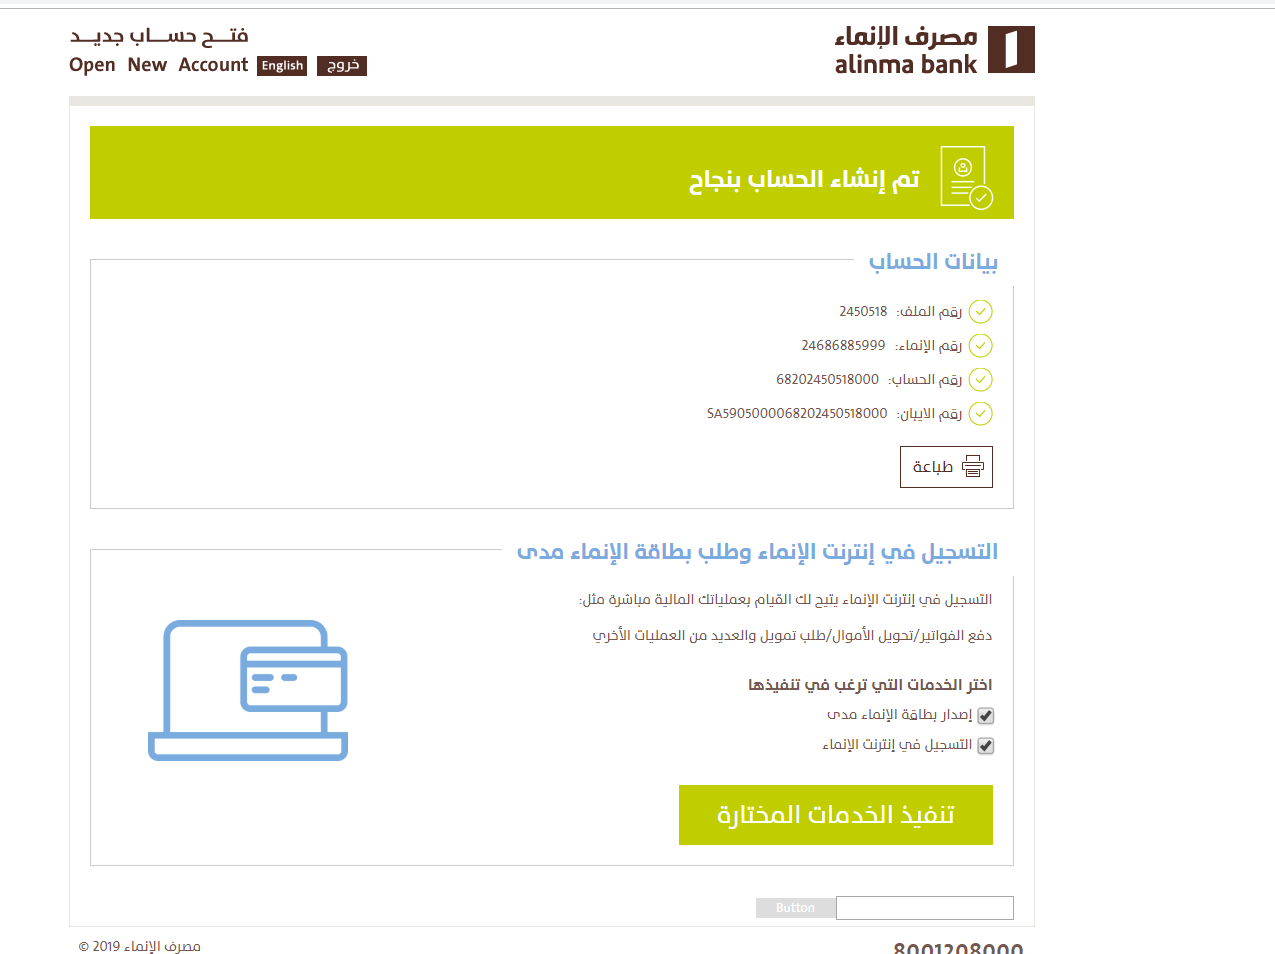 مصرف الإنماء
alinma bank
فتـــح حســـاب جديـــد
Open New Account English خروج
تم إنشاء الحساب بنجاح
بيانات الحساب
رقم الملف: 2450518
رقم الإنماء: 24686885999
رقم الحساب: 68202450518000
رقم الايبان: SA5905000068202450518000
طباعة
التسجيل في إنترنت الإنماء وطلب بطاقة الإنماء مدى
التسجيل في إنترنت الإنماء يتيح لك القيام بعملياتك المالية مباشرة مثل:
دفع الفواتير/تحويل الأموال/طلب تمويل والعديد من العمليات الأخري
اختر الخدمات التي ترغب في تنفيذها
إصدار بطاقة الإنماء مدى
التسجيل في إنترنت الإنماء
تنفيذ الخدمات المختارة
Button
8001208000
مصرف الإنماء 2019 ©